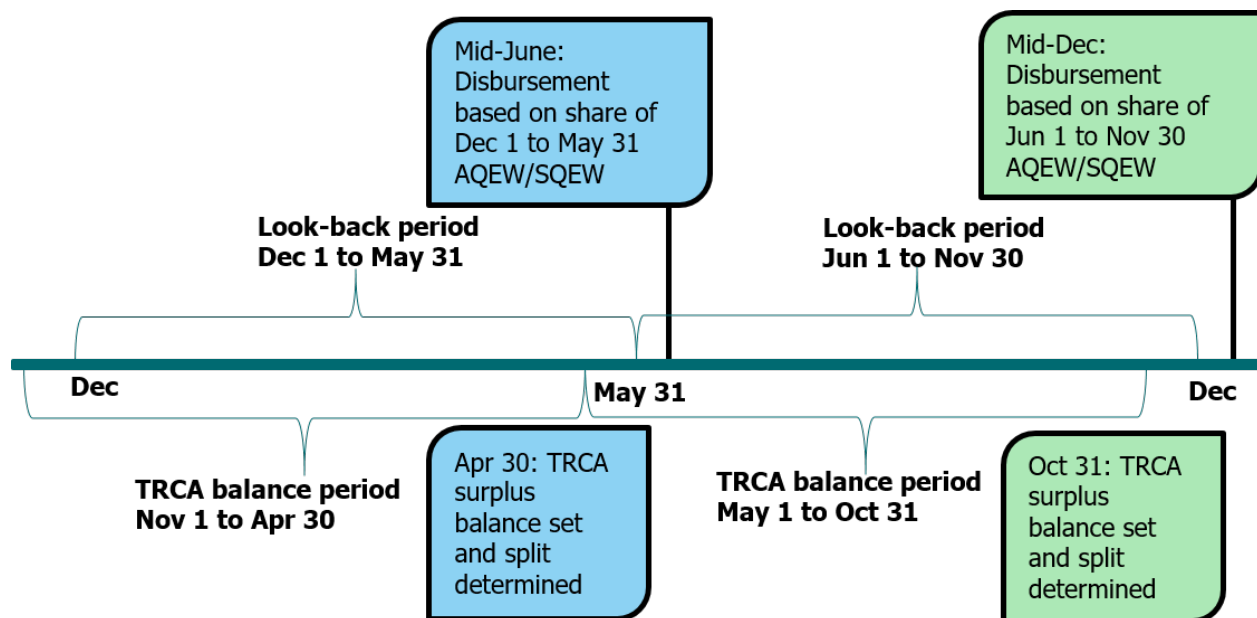 Mid-June:
Disbursement
based on share of
Dec 1 to May 31
AQEW/SQEW
Mid-Dec:
Disbursement
based on share of
Jun 1 to Nov 30
AQEW/SQEW
Look-back period
Dec 1 to May 31
Look-back period
Jun 1 to Nov 30
Dec
May 31
Dec
TRCA balance period
Nov 1 to Apr 30
Apr 30: TRCA
surplus
balance set
and split
determined
TRCA balance period
May 1 to Oct 31
Oct 31: TRCA
surplus
balance set
and split
determined